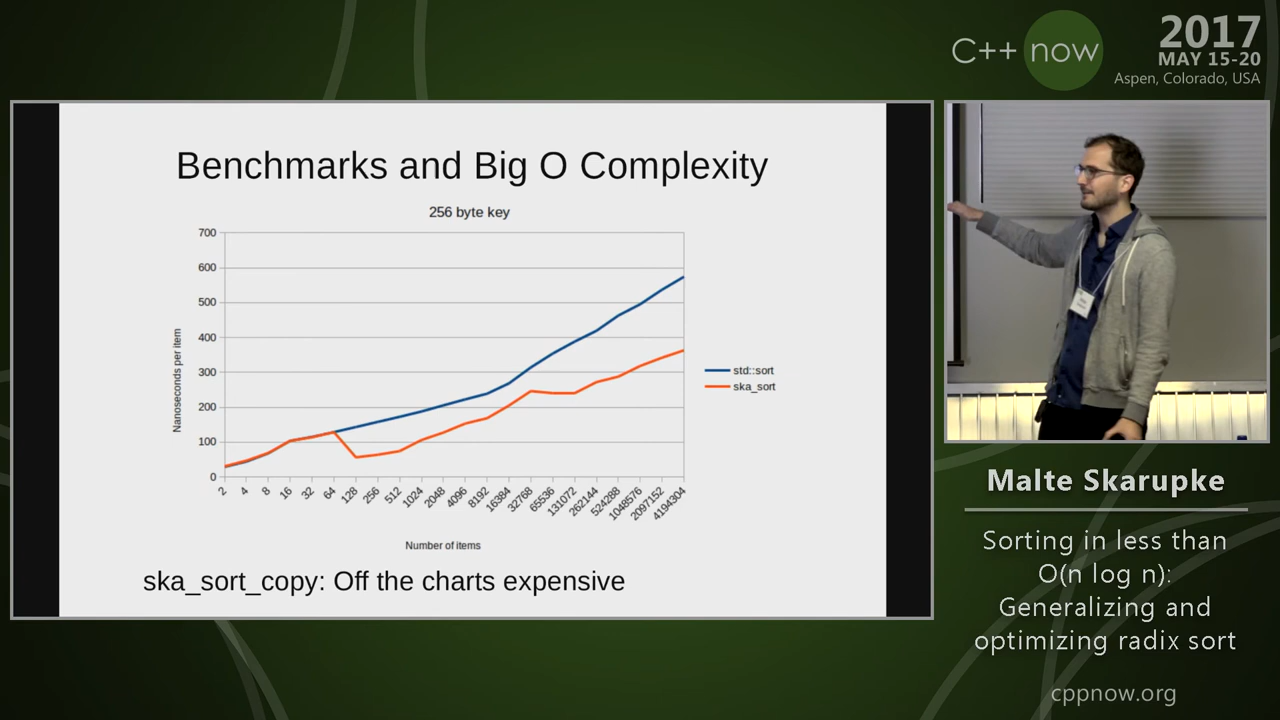 C++ now
2017
MAY 15-20
Aspen, Colorado, USA
Benchmarks and Big O Complexity
256 byte key
700
600
500
400
300
200
100
0
Nanoseconds per item
2
4
8
16
32
64
128
256
512
1024
2048
4096
8192
16384
32768
65536
131072
262144
524288
1048576
2097152
4194304
Number of items
std::sort
ska_sort
ska_sort_copy: Off the charts expensive
Malte Skarupke
Sorting in less than
O(n log n):
Generalizing and
optimizing radix sort
cppnow.org